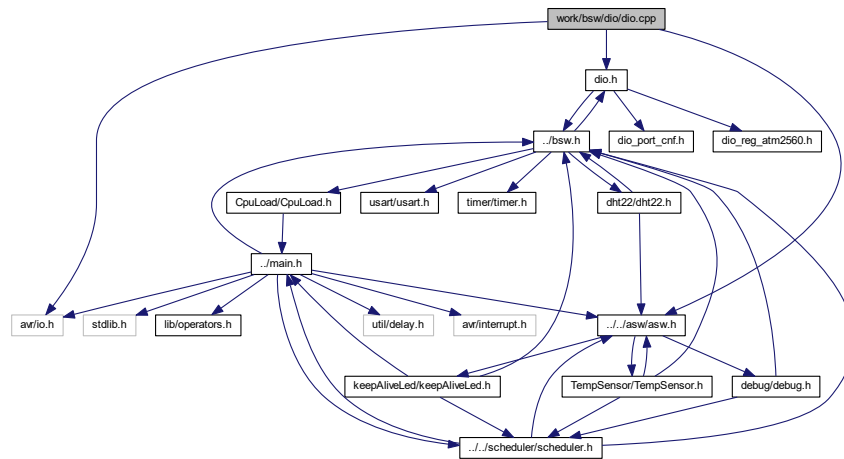 work/bsw/dio/dio.cpp
dio.h
../bsw.h
dio_port_cnf.h
dio_reg_atm2560.h
CpuLoad/CpuLoad.h
usart/usart.h
timer/timer.h
dht22/dht22.h
../main.h
avr/io.h
stdlib.h
lib/operators.h
util/delay.h
avr/interrupt.h
../../asw/asw.h
keepAliveLed/keepAliveLed.h
TempSensor/TempSensor.h
debug/debug.h
../../scheduler/scheduler.h